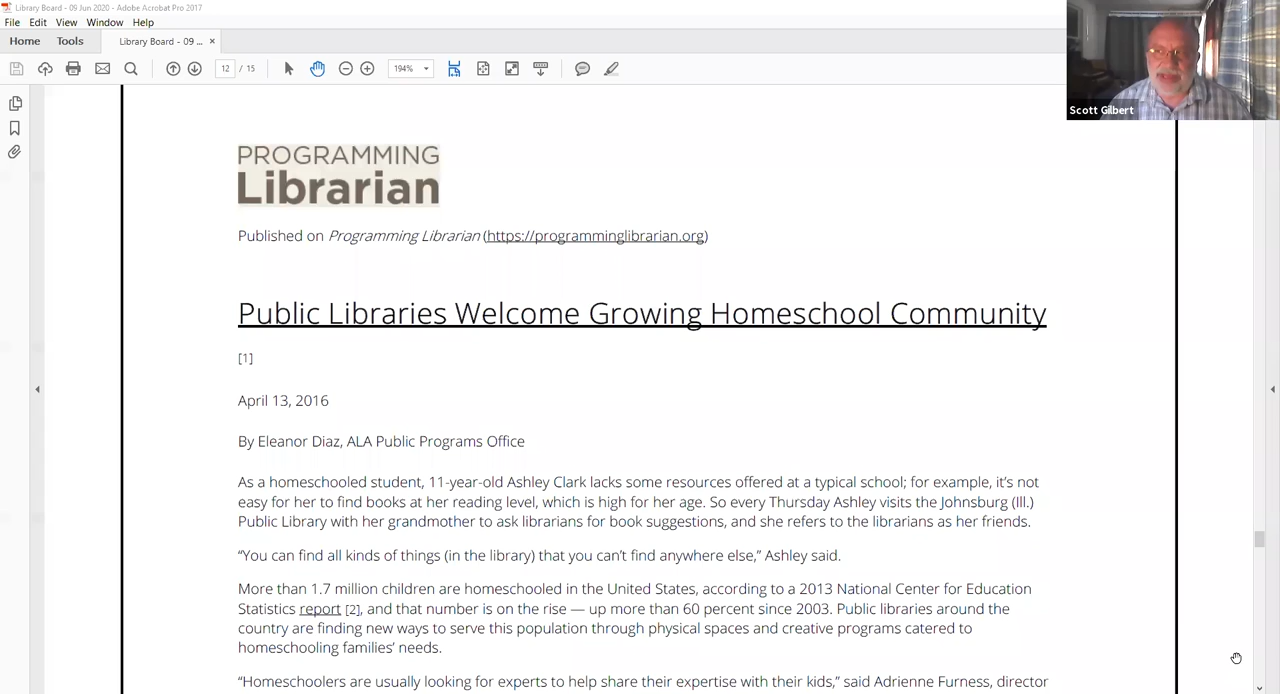 Library Board - 09 Jun 2020 - Adobe Acrobat Pro 2017
File Edit View Window Help
Home Tools Library Board - 09 ... ×
12 / 15 194%
Scott Gilbert
PROGRAMMING
Librarian
Published on Programming Librarian (https://programminglibrarian.org)
Public Libraries Welcome Growing Homeschool Community
[1]
April 13, 2016
By Eleanor Diaz, ALA Public Programs Office
As a homeschooled student, 11-year-old Ashley Clark lacks some resources offered at a typical school; for example, it's not
easy for her to find books at her reading level, which is high for her age. So every Thursday Ashley visits the Johnsburg (Ill.)
Public Library with her grandmother to ask librarians for book suggestions, and she refers to the librarians as her friends.
“You can find all kinds of things (in the library) that you can't find anywhere else,” Ashley said.
More than 1.7 million children are homeschooled in the United States, according to a 2013 National Center for Education
Statistics report [2], and that number is on the rise — up more than 60 percent since 2003. Public libraries around the
country are finding new ways to serve this population through physical spaces and creative programs catered to
homeschooling families' needs.
“Homeschoolers are usually looking for experts to help share their expertise with their kids,” said Adrienne Furness, director